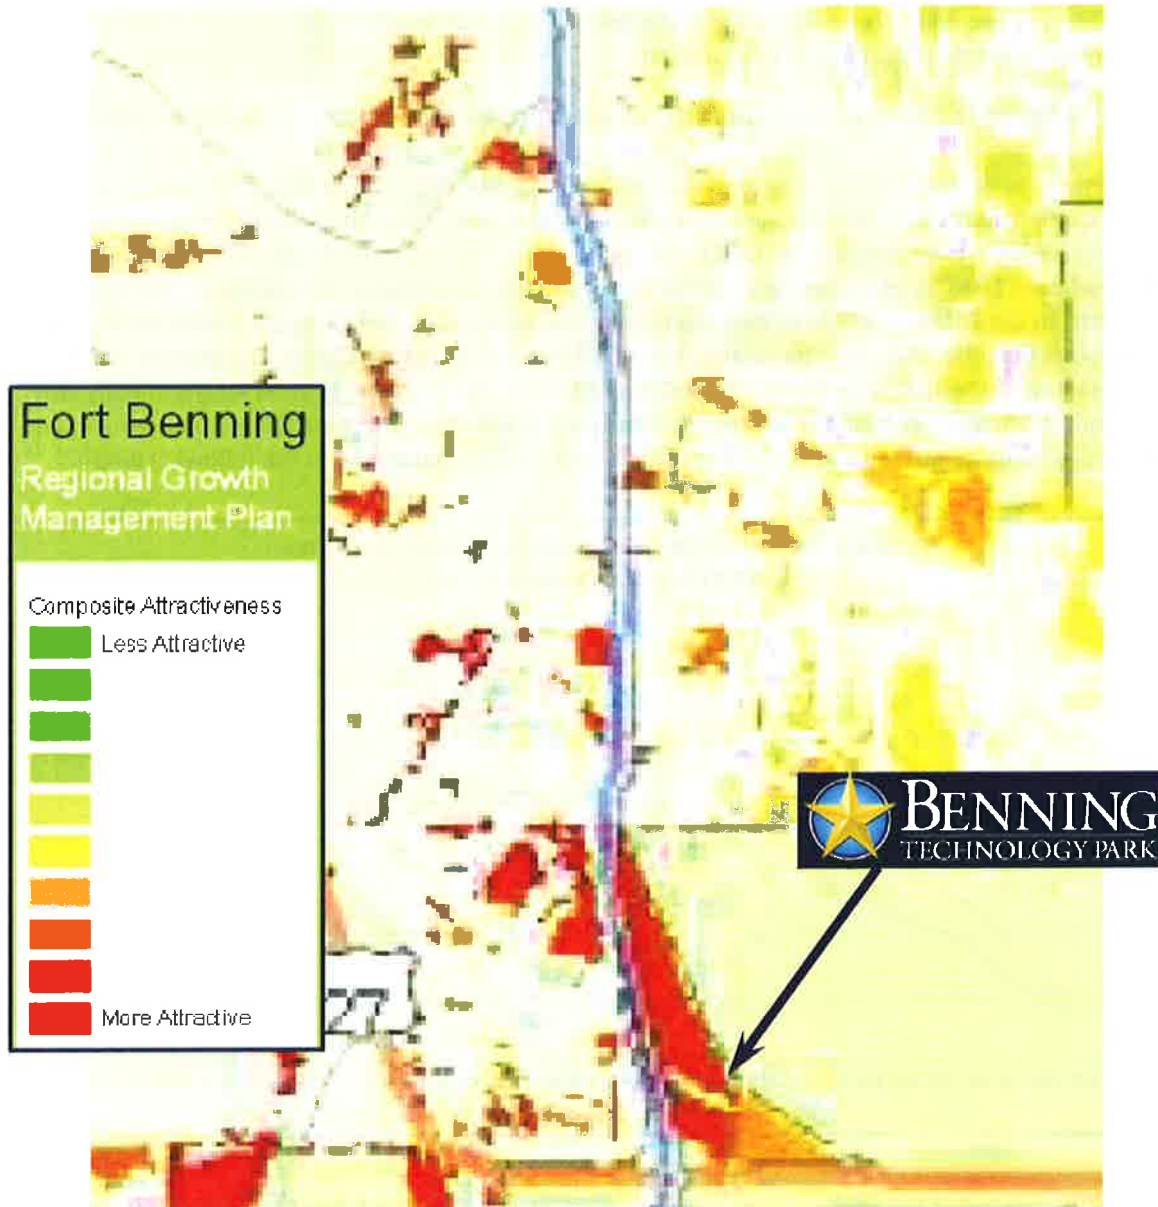 Fort Benning
Regional Growth
Management Plan
Composite Attractiveness
Less Attractive
More Attractive
27
BENNING
TECHNOLOGY PARK